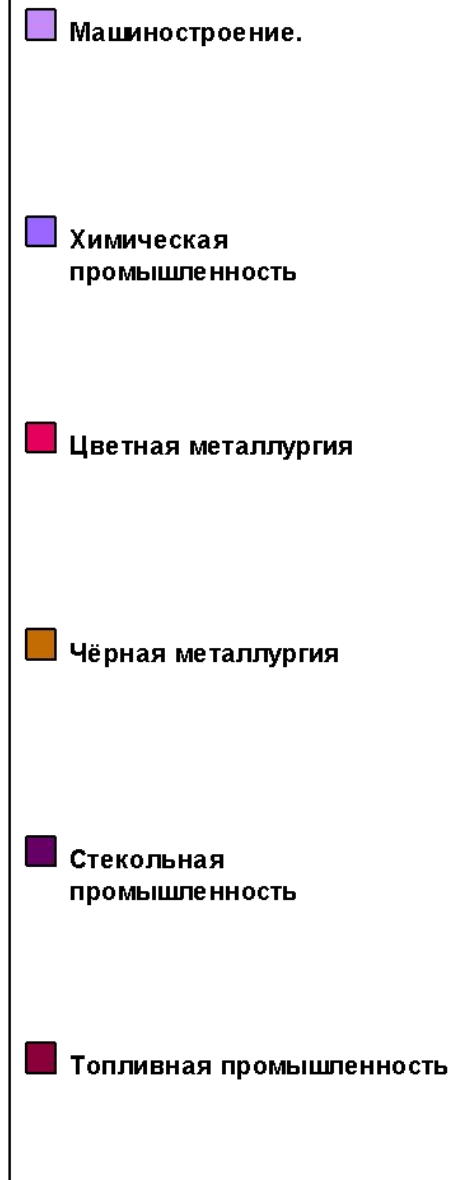 Машиностроение.
Химическая
промышленность
Цветная металлургия
Чёрная металлургия
Стекольная
промышленность
Топливная промышленность